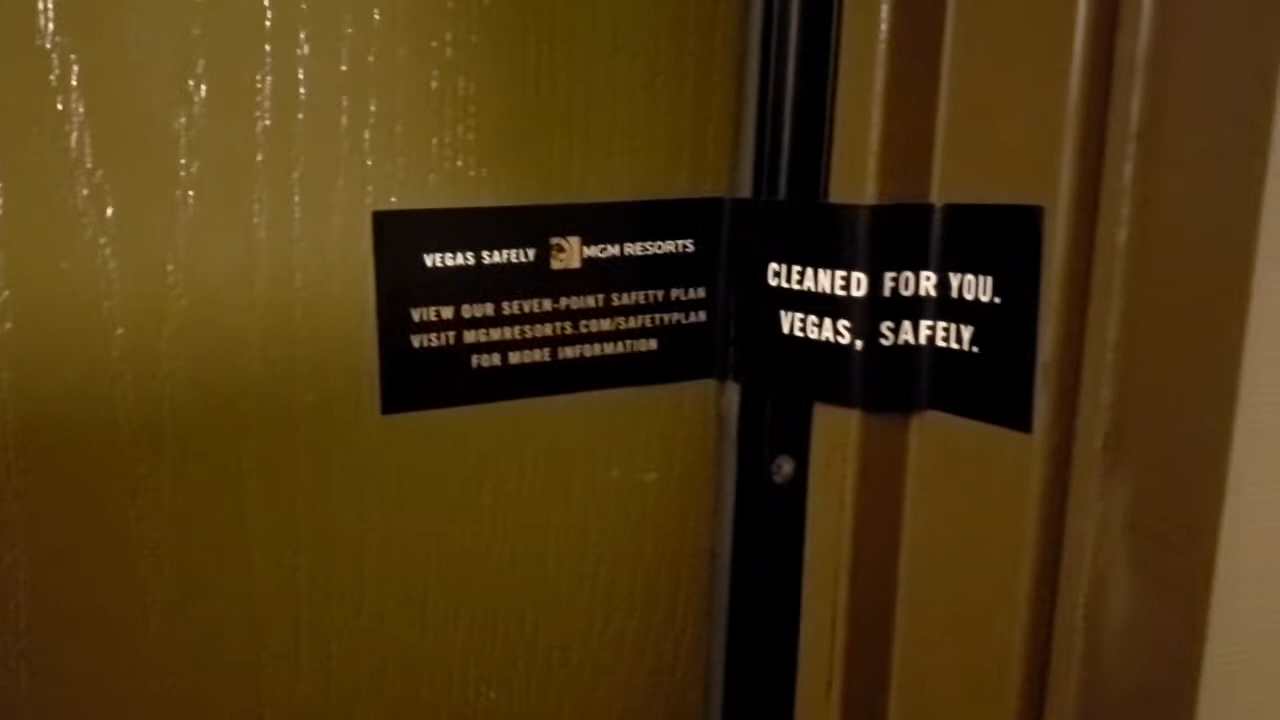 VEGAS SAFELY MGM RESORTS
VIEW OUR SEVEN-POINT SAFETY PLAN
VISIT MGMRESORTS.COM/SAFETYPLAN
FOR MORE INFORMATION
CLEANED FOR YOU.
VEGAS, SAFELY.